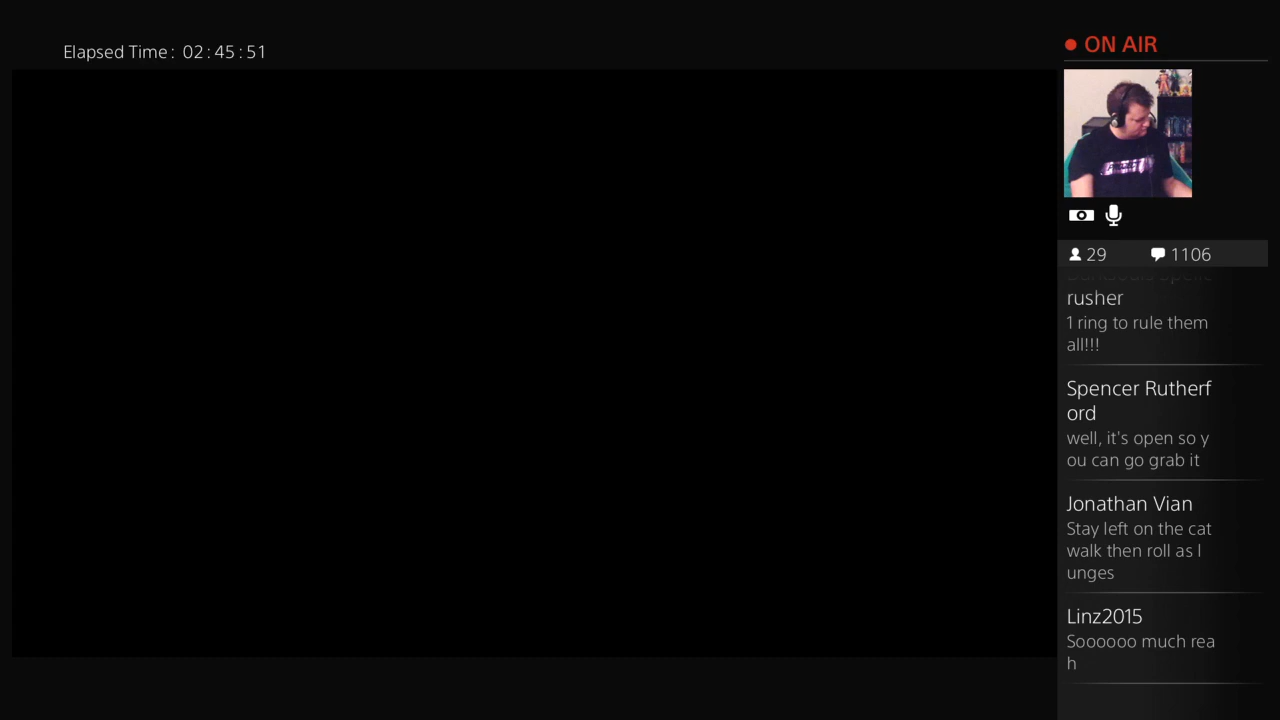 Elapsed Time: 02:45:51
ON AIR
29 1106
rusher
1 ring to rule them
all!!!
Spencer Rutherf
ord
well, it's open so y
ou can go grab it
Jonathan Vian
Stay left on the cat
walk then roll as l
unges
Linz2015
Soooooo much rea
h